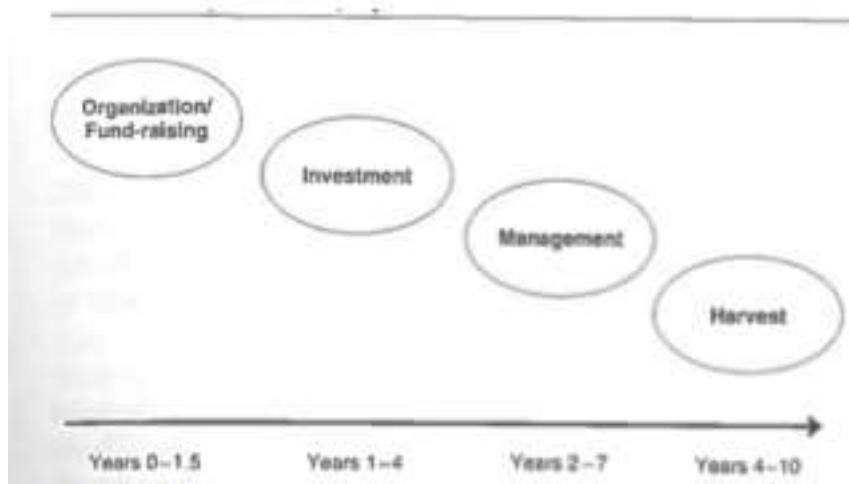 Organization/
Fund-raising
Investment
Management
Harvest
Years 0–1.5
Years 1–4
Years 2–7
Years 4–10